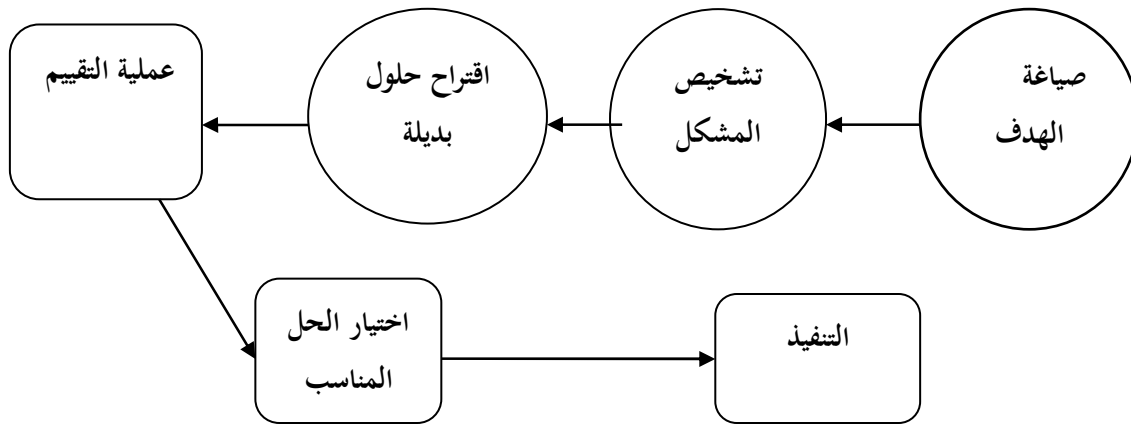 صياغة
الهدف
تشخيص
المشكل
اقتراح حلول
بديلة
عملية التقييم
اختيار الحل
المناسب
التنفيذ